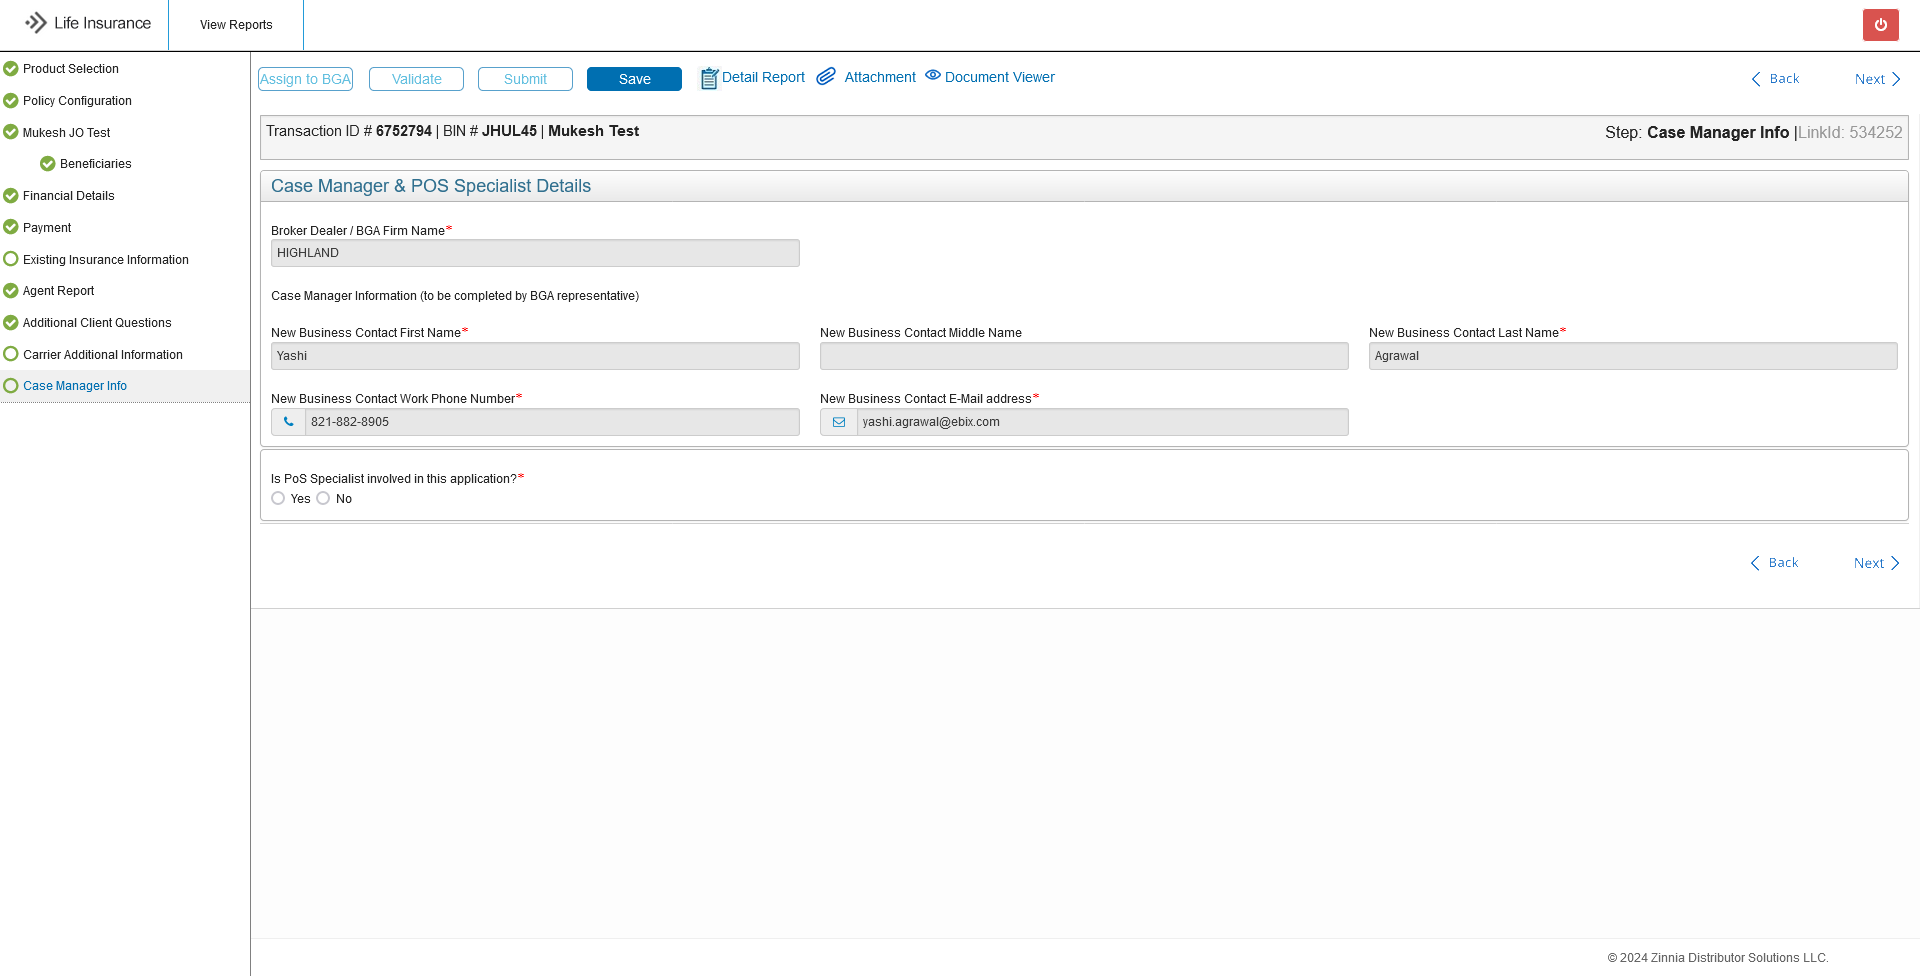 Life Insurance
View Reports
Product Selection
Policy Configuration
Mukesh JO Test
Beneficiaries
Financial Details
Payment
Existing Insurance Information
Agent Report
Additional Client Questions
Carrier Additional Information
Case Manager Info
Assign to BGA Validate Submit Save Detail Report Attachment Document Viewer Back Next
Transaction ID # 6752794 | BIN # JHUL45 | Mukesh Test
Step: Case Manager Info |LinkId: 534252
Case Manager & POS Specialist Details
Broker Dealer / BGA Firm Name*
HIGHLAND
Case Manager Information (to be completed by BGA representative)
New Business Contact First Name* New Business Contact Middle Name New Business Contact Last Name*
Yashi Agrawal
New Business Contact Work Phone Number* New Business Contact E-Mail address*
821-882-8905 yashi.agrawal@ebix.com
Is PoS Specialist involved in this application?*
Yes No
Back Next
© 2024 Zinnia Distributor Solutions LLC.